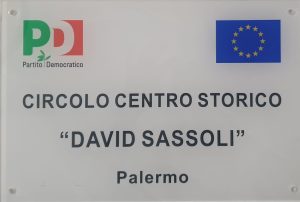 PD
Partito Democratico
CIRCOLO CENTRO STORICO
“DAVID SASSOLI”
Palermo